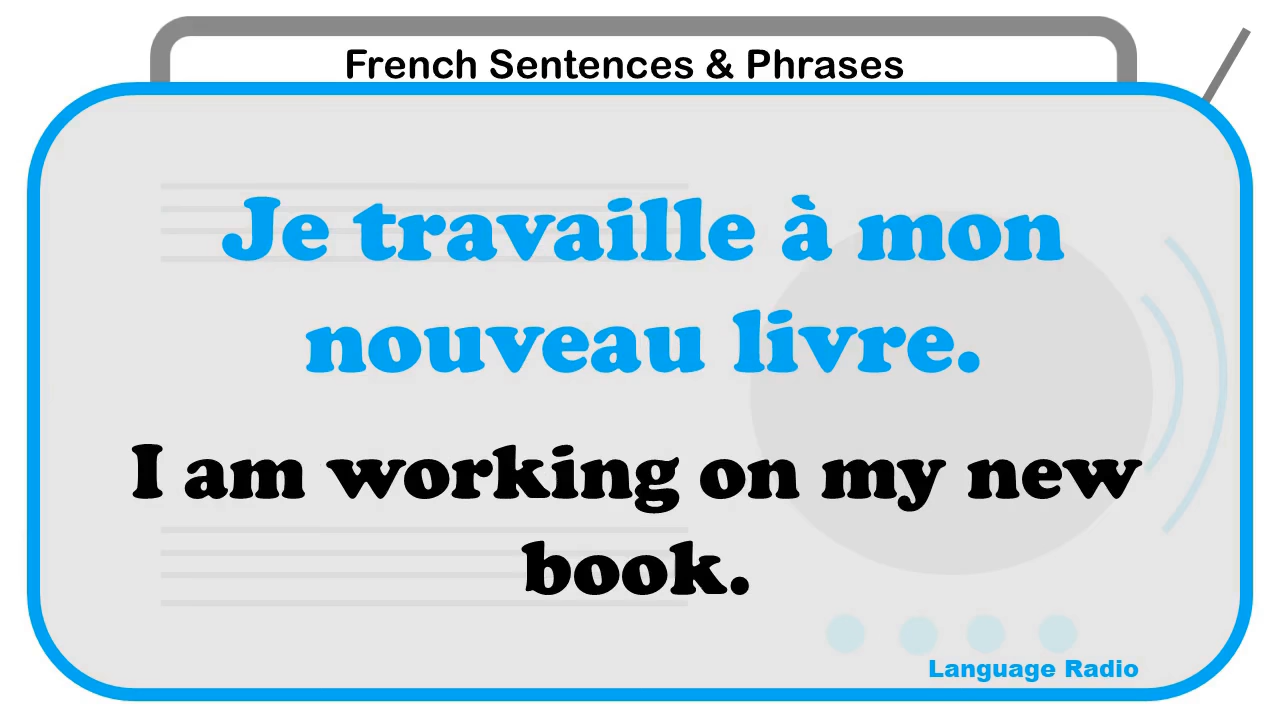 French Sentences & Phrases
Je travaille à mon
nouveau livre.
I am working on my new
book.
Language Radio